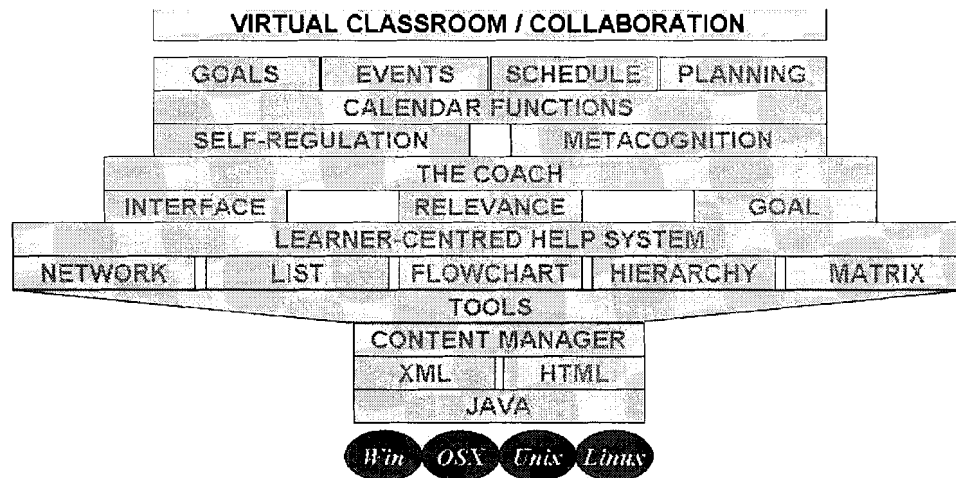 VIRTUAL CLASSROOM / COLLABORATION
GOALS EVENTS SCHEDULE PLANNING
CALENDAR FUNCTIONS
SELF-REGULATION METACOGNITION
THE COACH
INTERFACE RELEVANCE GOAL
LEARNER-CENTRED HELP SYSTEM
NETWORK LIST FLOWCHART HIERARCHY MATRIX
TOOLS
CONTENT MANAGER
XML HTML
JAVA
Win OSX Unix Linux